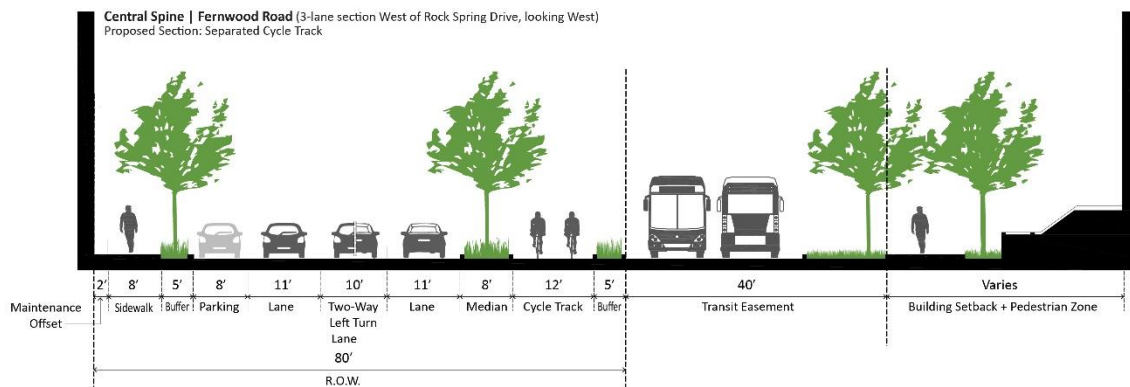 Central Spine | Fernwood Road (3-lane section West of Rock Spring Drive, looking West)
Proposed Section: Separated Cycle Track
2' 8' 5' 8' 11' 10' 11' 8' 12' 5' 40' Varies
Maintenance Offset
Sidewalk
Buffer
Parking
Lane
Two-Way
Left Turn
Lane
Lane
Median
Cycle Track
Buffer
Transit Easement
Building Setback + Pedestrian Zone
80'
R.O.W.